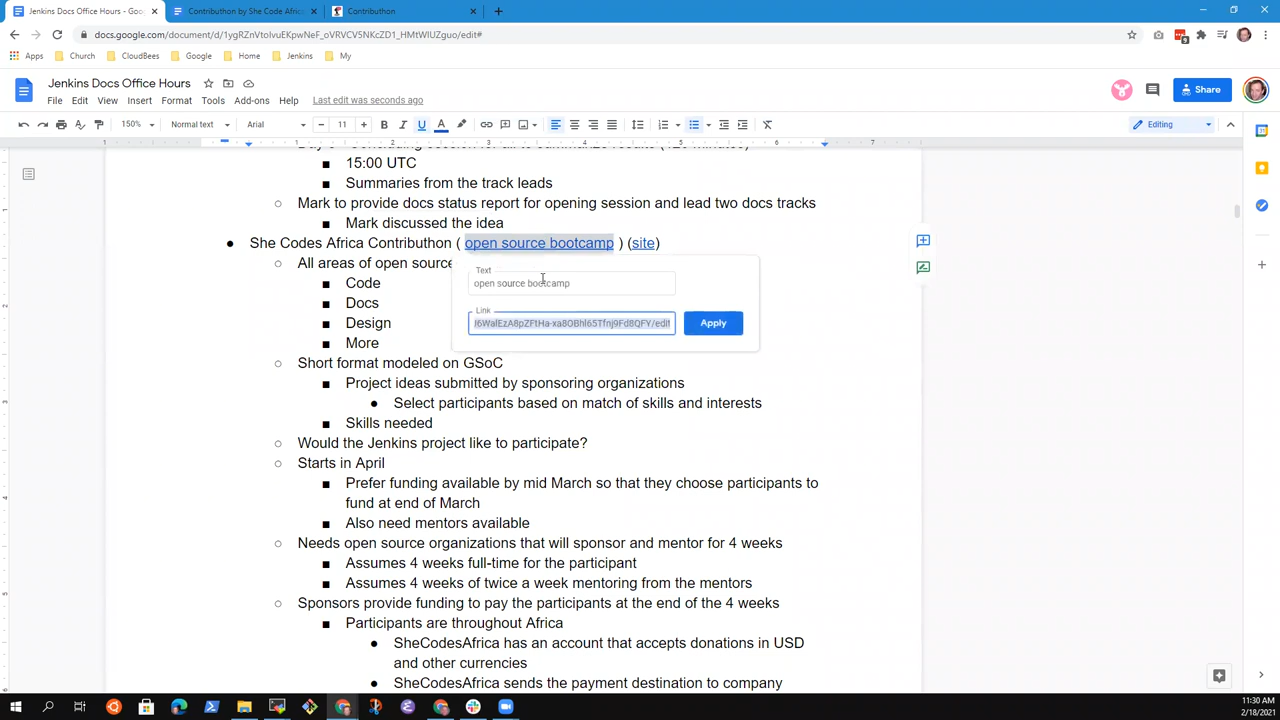 Jenkins Docs Office Hours - Goo
Contributhon by She Code Africa
Contributhon
docs.google.com/document/d/1ygRZnVtoIvuEKpwNeF_oVRVCV5NKcZD1_HMtWIUZguo/edit#
Apps
Church
CloudBees
Google
Home
Jenkins
My
Jenkins Docs Office Hours
File Edit View Insert Format Tools Add-ons Help Last edit was seconds ago
Share
150% Normal text Arial 11 Editing
1 1 2 3 4 5 6 7
■ 15:00 UTC
■ Summaries from the track leads
○ Mark to provide docs status report for opening session and lead two docs tracks
■ Mark discussed the idea
● She Codes Africa Contributhon ( open source bootcamp ) (site)
○ All areas of open source
■ Code
■ Docs
■ Design
■ More
Text
open source bootcamp
Link
Apply
○ Short format modeled on GSoC
■ Project ideas submitted by sponsoring organizations
● Select participants based on match of skills and interests
■ Skills needed
○ Would the Jenkins project like to participate?
○ Starts in April
■ Prefer funding available by mid March so that they choose participants to
fund at end of March
■ Also need mentors available
○ Needs open source organizations that will sponsor and mentor for 4 weeks
■ Assumes 4 weeks full-time for the participant
■ Assumes 4 weeks of twice a week mentoring from the mentors
○ Sponsors provide funding to pay the participants at the end of the 4 weeks
■ Participants are throughout Africa
● SheCodesAfrica has an account that accepts donations in USD
and other currencies
● SheCodesAfrica sends the payment destination to company
11:30 AM
2/18/2021